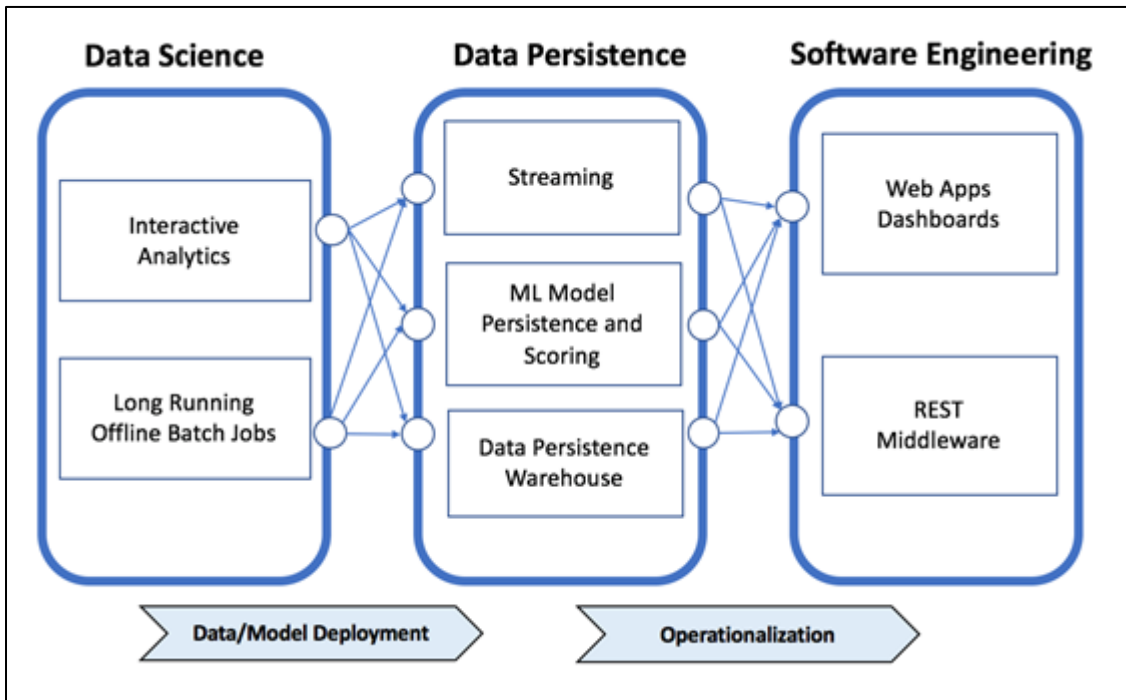 Data Science
Data Persistence
Software Engineering
Interactive
Analytics
Long Running
Offline Batch Jobs
Streaming
ML Model
Persistence and
Scoring
Data Persistence
Warehouse
Web Apps
Dashboards
REST
Middleware
Data/Model Deployment
Operationalization